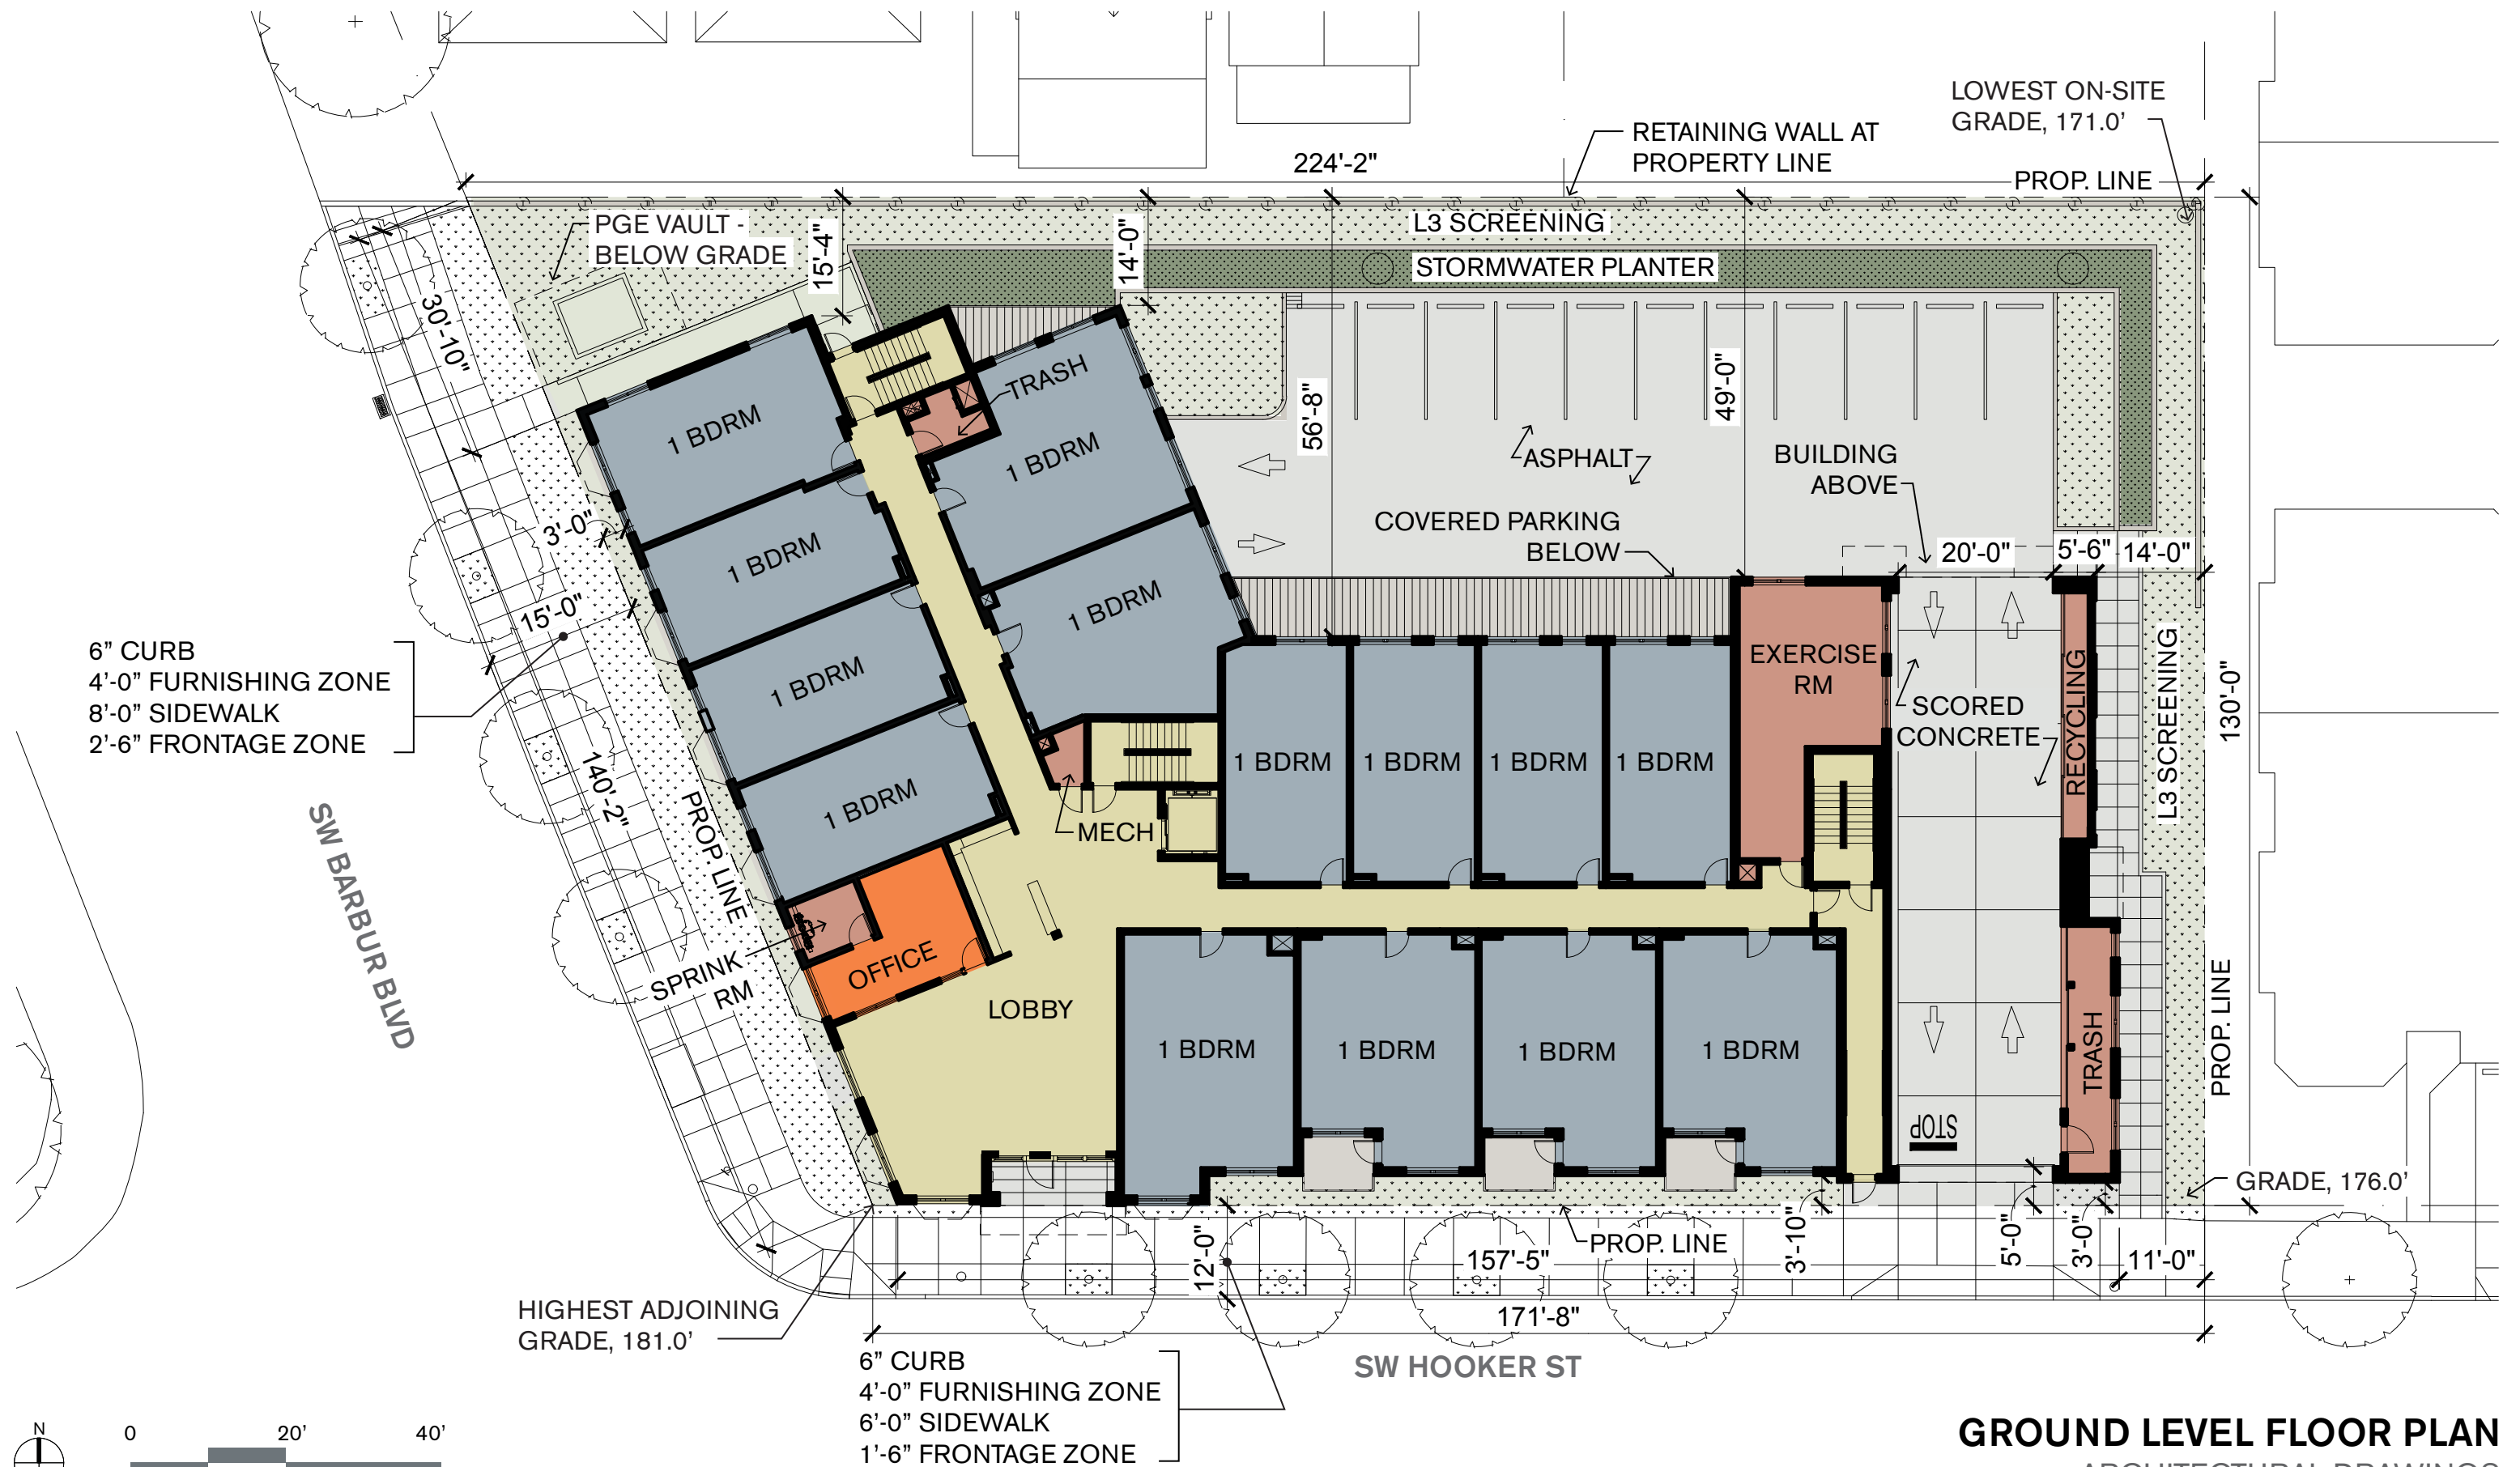 LOWEST ON-SITE
GRADE, 171.0’
RETAINING WALL AT
PROPERTY LINE
224'-2"
PROP. LINE
PGE VAULT -
BELOW GRADE
15'-4"
14'-0"
L3 SCREENING
STORMWATER PLANTER
30'-10"
TRASH
1 BDRM
1 BDRM
56'-8"
49'-0"
ASPHALT
BUILDING
ABOVE
COVERED PARKING
BELOW
20'-0"
5'-6"
14'-0"
3'-0"
1 BDRM
1 BDRM
15'-0"
6” CURB
4’-0” FURNISHING ZONE
8’-0” SIDEWALK
2’-6” FRONTAGE ZONE
EXERCISE
RM
1 BDRM
SCORED
CONCRETE
RECYCLING
L3 SCREENING
130'-0"
140'-2"
PROP. LINE
1 BDRM
1 BDRM
1 BDRM
1 BDRM
1 BDRM
MECH
SW BARBUR BLVD
SPRINK
RM
OFFICE
LOBBY
1 BDRM
1 BDRM
1 BDRM
1 BDRM
TRASH
PROP. LINE
STOP
GRADE, 176.0’
12'-0"
157'-5"
PROP. LINE
3'-10"
5'-0"
3'-0"
11'-0"
HIGHEST ADJOINING
GRADE, 181.0’
171'-8"
SW HOOKER ST
6” CURB
4’-0” FURNISHING ZONE
6’-0” SIDEWALK
1’-6” FRONTAGE ZONE
N
0 20’ 40’
GROUND LEVEL FLOOR PLAN
ARCHITECTURAL DRAWINGS